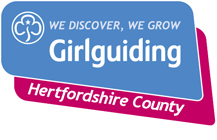 WE DISCOVER, WE GROW
Girlguiding
Hertfordshire County